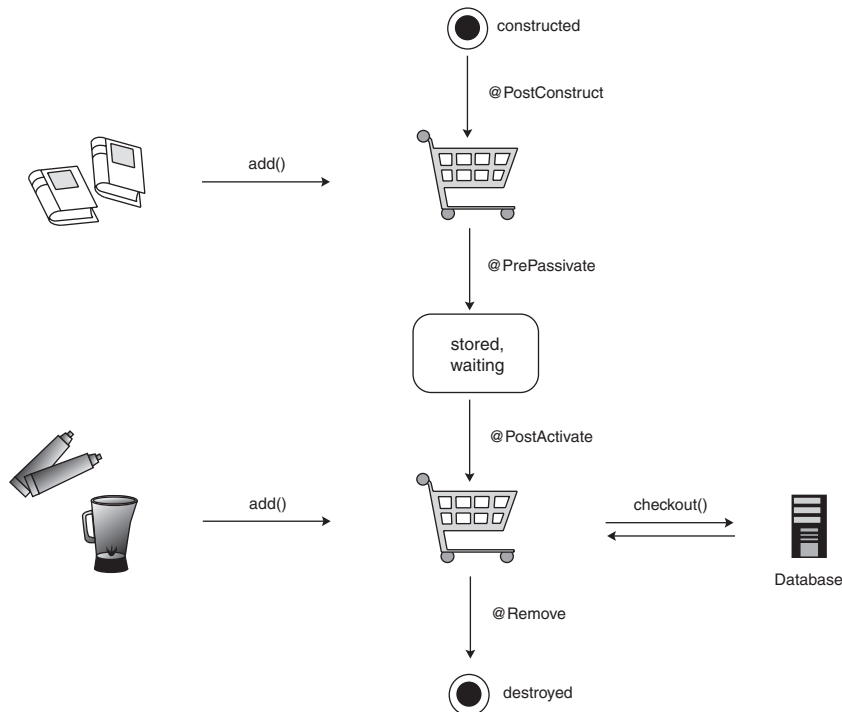 constructed
@PostConstruct
add()
@PrePassivate
stored,
waiting
@PostActivate
add()
checkout()
Database
@Remove
destroyed